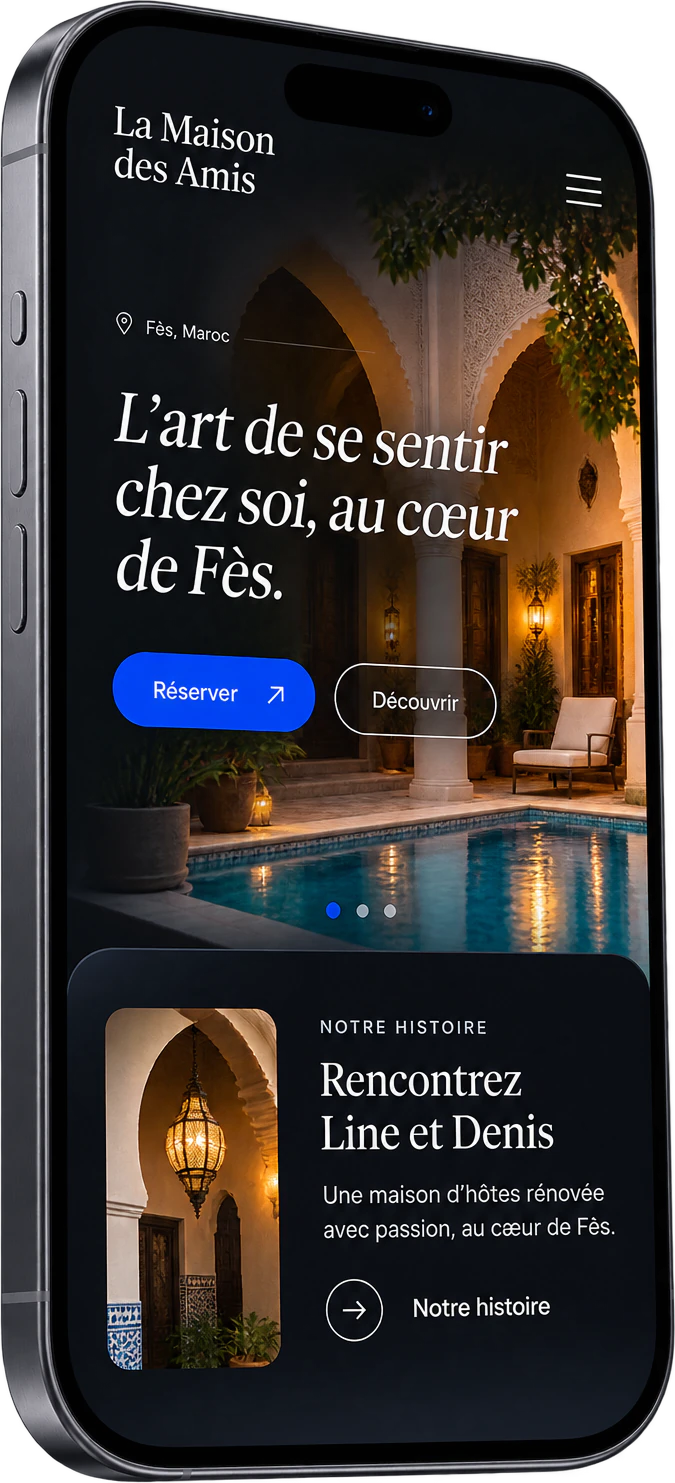 La Maison
des Amis
Fès, Maroc
L’art de se sentir
chez soi, au cœur
de Fès.
Réserver
Découvrir
NOTRE HISTOIRE
Rencontrez
Line et Denis
Une maison d’hôtes rénovée
avec passion, au cæur de Fès.
Notre histoire